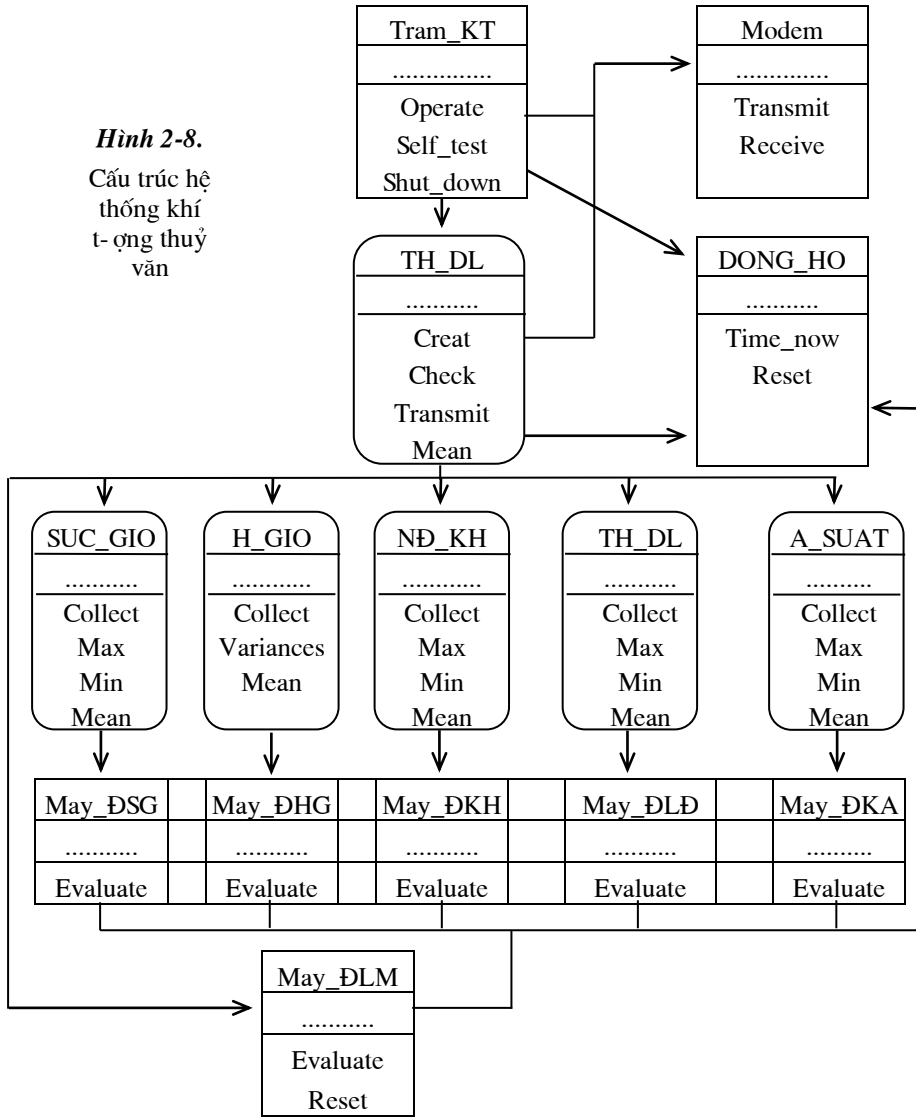 Tram_KT
...............
Operate
Self_test
Shut_down
Modem
..............
Transmit
Receive
Hình 2-8.
Cấu trúc hệ
thống khí
t- ợng thuỷ
văn
TH_DL
...........
Creat
Check
Transmit
Mean
DONG_HO
...........
Time_now
Reset
SUC_GIO
...........
Collect
Max
Min
Mean
H_GIO
............
Collect
Variances
Mean
NĐ_KH
............
Collect
Max
Min
Mean
TH_DL
...........
Collect
Max
Min
Mean
A_SUAT
..........
Collect
Max
Min
Mean
May_ĐSG May_ĐHG May_ĐKH May_ĐLĐ May_ĐKA
........... ........... ........... ........... ..........
Evaluate Evaluate Evaluate Evaluate Evaluate
May_ĐLM
...........
Evaluate
Reset